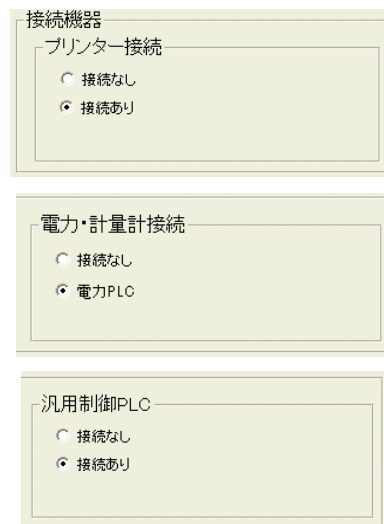 接続機器
プリンター接続
接続なし
接続あり
電力・計量計接続
接続なし
電力PLC
汎用制御PLC
接続なし
接続あり